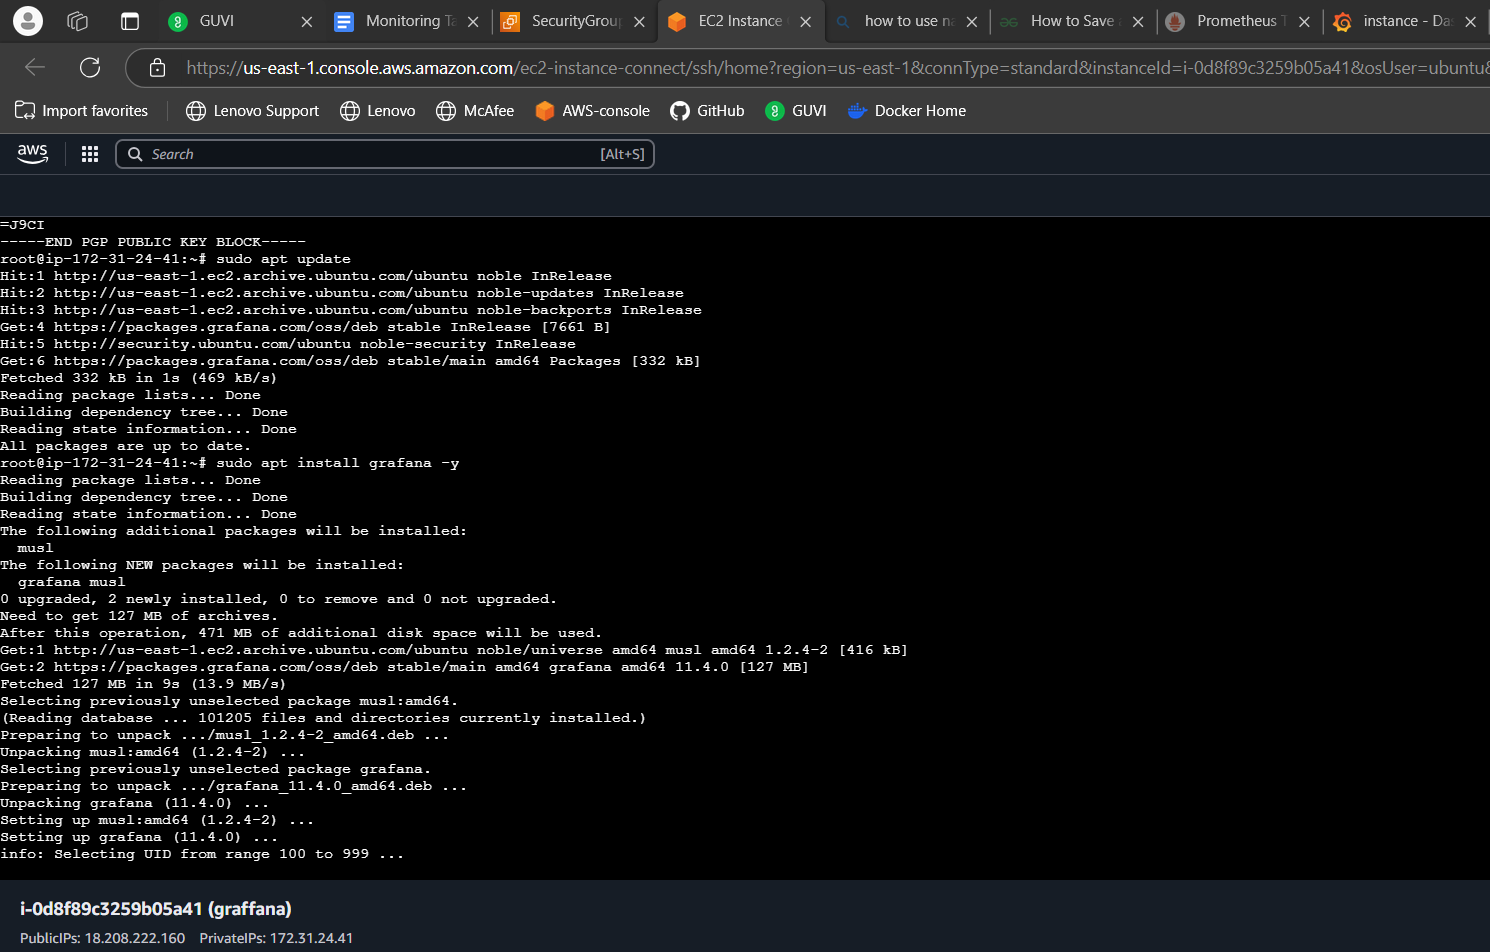 GUVI
Monitoring Ta
SecurityGroup
EC2 Instance
how to use na
How to Save
Prometheus T
instance - Das
https://us-east-1.console.aws.amazon.com/ec2-instance-connect/ssh/home?region=us-east-1&connType=standard&instanceId=i-0d8f89c3259b05a41&osUser=ubuntu&
Import favorites
Lenovo Support
Lenovo
McAfee
AWS-console
GitHub
GUVI
Docker Home
aws
Search
[Alt+S]
=J9CI
-----END PGP PUBLIC KEY BLOCK-----
root@ip-172-31-24-41:~# sudo apt update
Hit:1 http://us-east-1.ec2.archive.ubuntu.com/ubuntu noble InRelease
Hit:2 http://us-east-1.ec2.archive.ubuntu.com/ubuntu noble-updates InRelease
Hit:3 http://us-east-1.ec2.archive.ubuntu.com/ubuntu noble-backports InRelease
Get:4 https://packages.grafana.com/oss/deb stable InRelease [7661 B]
Hit:5 http://security.ubuntu.com/ubuntu noble-security InRelease
Get:6 https://packages.grafana.com/oss/deb stable/main amd64 Packages [332 kB]
Fetched 332 kB in 1s (469 kB/s)
Reading package lists... Done
Building dependency tree... Done
Reading state information... Done
All packages are up to date.
root@ip-172-31-24-41:~# sudo apt install grafana -y
Reading package lists... Done
Building dependency tree... Done
Reading state information... Done
The following additional packages will be installed:
  musl
The following NEW packages will be installed:
  grafana musl
0 upgraded, 2 newly installed, 0 to remove and 0 not upgraded.
Need to get 127 MB of archives.
After this operation, 471 MB of additional disk space will be used.
Get:1 http://us-east-1.ec2.archive.ubuntu.com/ubuntu noble/universe amd64 musl amd64 1.2.4-2 [416 kB]
Get:2 https://packages.grafana.com/oss/deb stable/main amd64 grafana amd64 11.4.0 [127 MB]
Fetched 127 MB in 9s (13.9 MB/s)
Selecting previously unselected package musl:amd64.
(Reading database ... 101205 files and directories currently installed.)
Preparing to unpack .../musl_1.2.4-2_amd64.deb ...
Unpacking musl:amd64 (1.2.4-2) ...
Selecting previously unselected package grafana.
Preparing to unpack .../grafana_11.4.0_amd64.deb ...
Unpacking grafana (11.4.0) ...
Setting up musl:amd64 (1.2.4-2) ...
Setting up grafana (11.4.0) ...
info: Selecting UID from range 100 to 999 ...
i-0d8f89c3259b05a41 (graffana)
PublicIPs: 18.208.222.160 PrivateIPs: 172.31.24.41